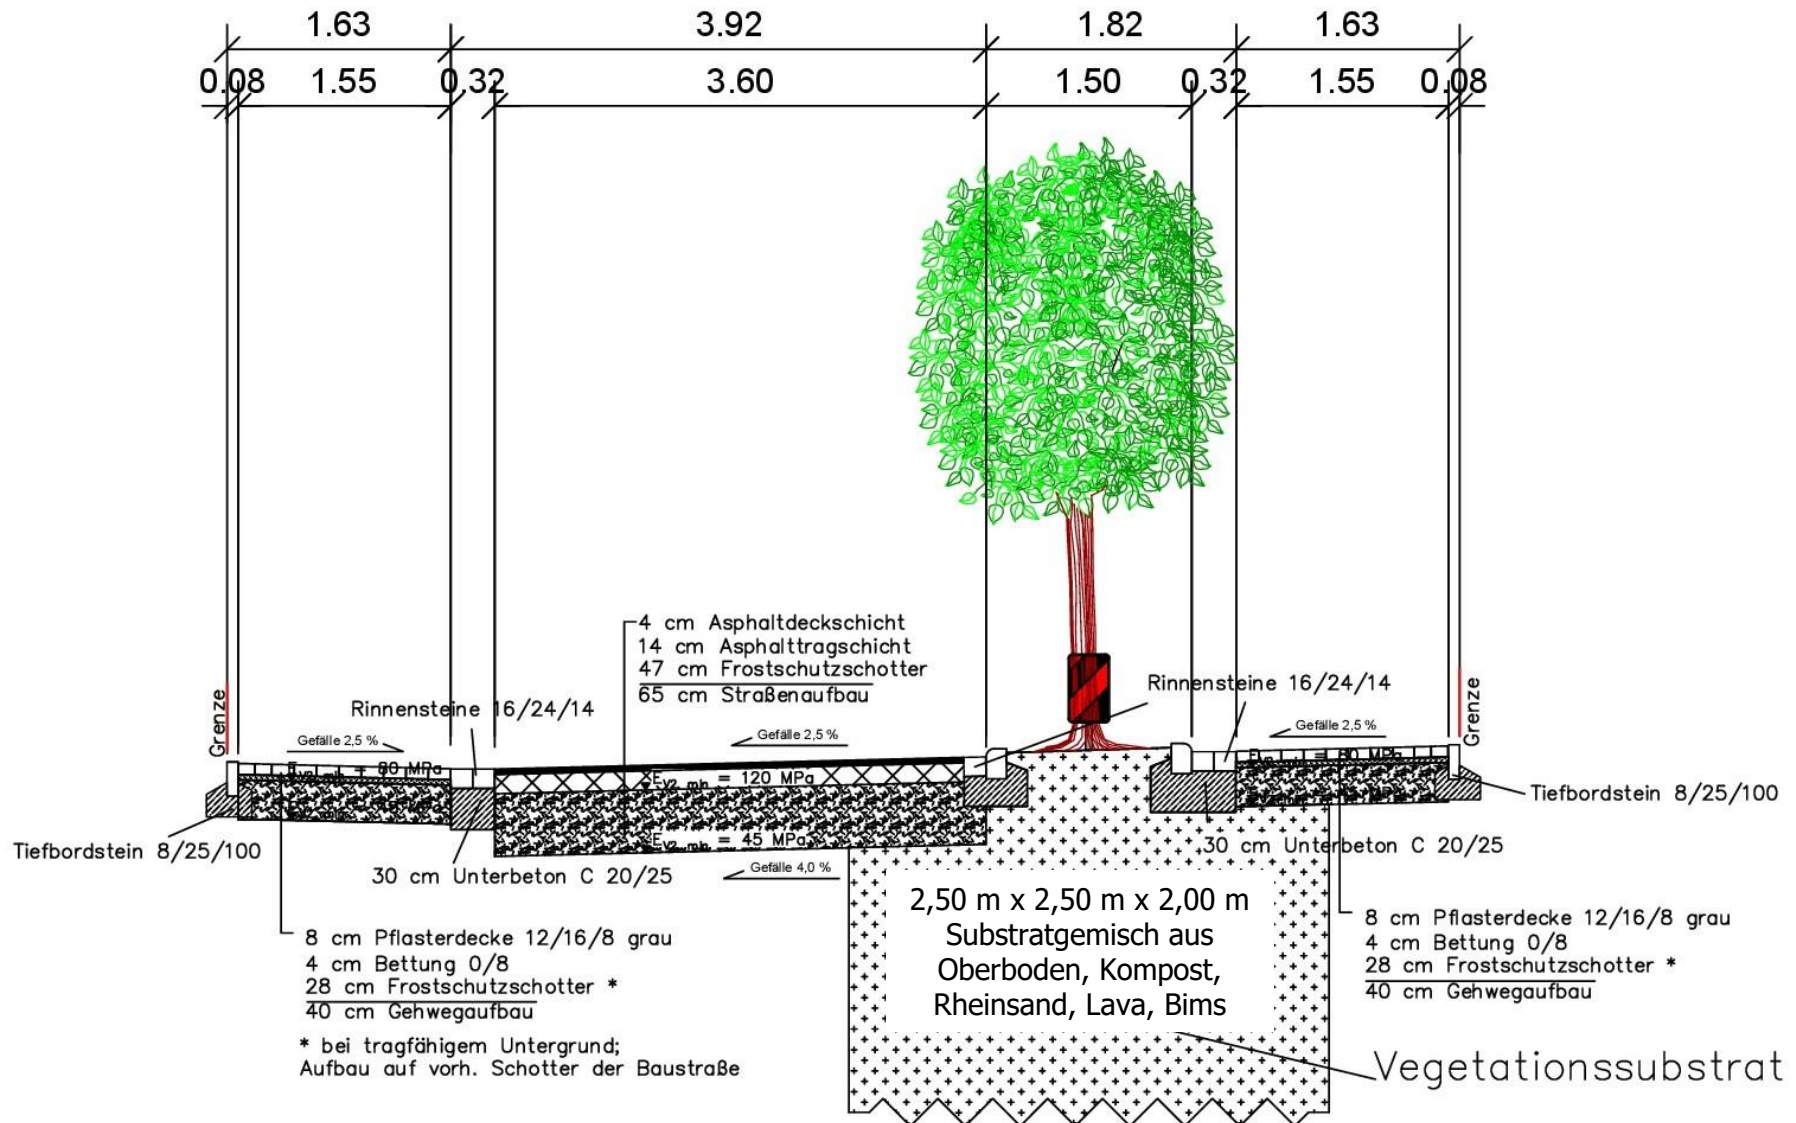 1.63 3.92 1.82 1.63
0.08 1.55 0.32 3.60 1.50 0.32 1.55 0.08
4 cm Asphaltdeckschicht
14 cm Asphalttragschicht
47 cm Frostschutzschotter
65 cm Straßenaufbau
Rinnensteine 16/24/14
Rinnensteine 16/24/14
Grenze
Grenze
Gefälle 2,5 %
Gefälle 2,5 %
Gefälle 2,5 %
= 80 MPa
EV2 min = 120 MPa
= 80 MPa
EV2 min = 45 MPa
Tiefbordstein 8/25/100
Tiefbordstein 8/25/100
30 cm Unterbeton C 20/25
30 cm Unterbeton C 20/25
Gefälle 4,0 %
2,50 m x 2,50 m x 2,00 m
Substratgemisch aus
Oberboden, Kompost,
Rheinsand, Lava, Bims
8 cm Pflasterdecke 12/16/8 grau
4 cm Bettung 0/8
28 cm Frostschutzschotter *
40 cm Gehwegaufbau
* bei tragfähigem Untergrund;
Aufbau auf vorh. Schotter der Baustraße
8 cm Pflasterdecke 12/16/8 grau
4 cm Bettung 0/8
28 cm Frostschutzschotter *
40 cm Gehwegaufbau
Vegetationssubstrat